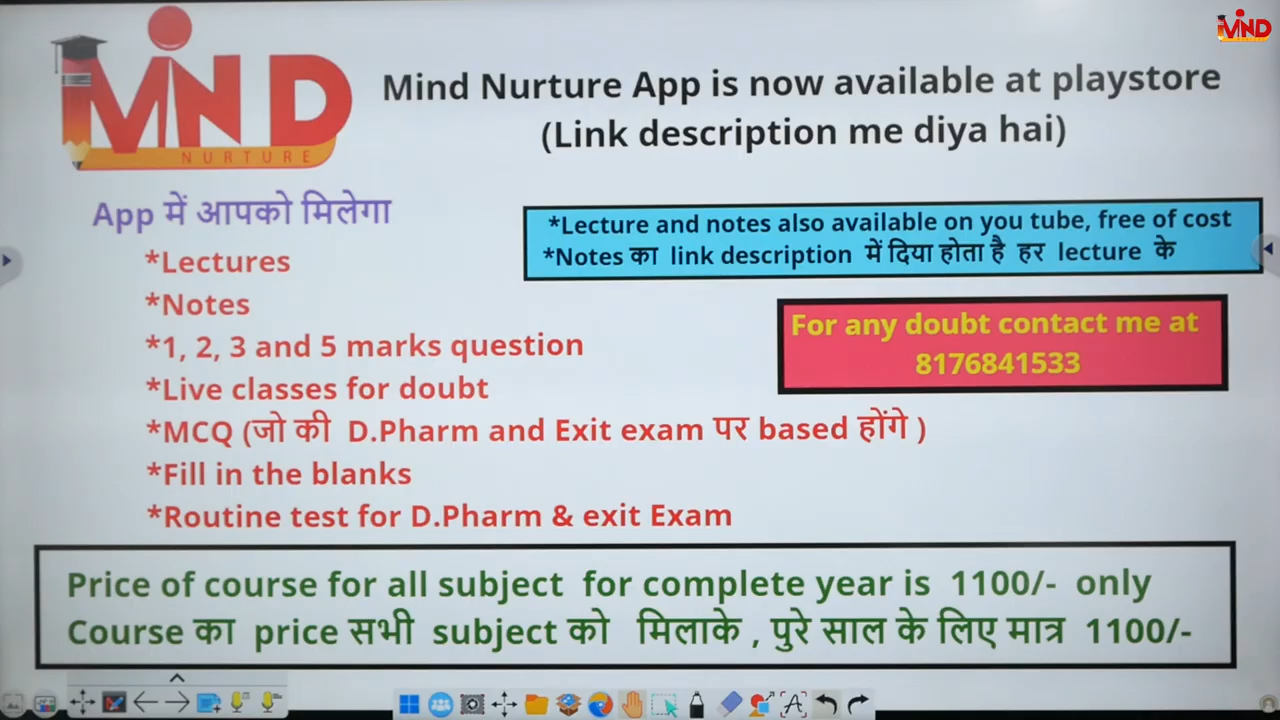 MIND
NURTURE
MIND
NURTURE
Mind Nurture App is now available at playstore
(Link description me diya hai)
App में आपको मिलेगा
*Lectures
*Notes
*1, 2, 3 and 5 marks question
*Live classes for doubt
*MCQ (जो की D.Pharm and Exit exam पर based होंगे )
*Fill in the blanks
*Routine test for D.Pharm & exit Exam
*Lecture and notes also available on you tube, free of cost
*Notes का link description में दिया होता है हर lecture के
For any doubt contact me at
8176841533
Price of course for all subject for complete year is 1100/- only
Course का price सभी subject को मिलाके , पुरे साल के लिए मात्र 1100/-